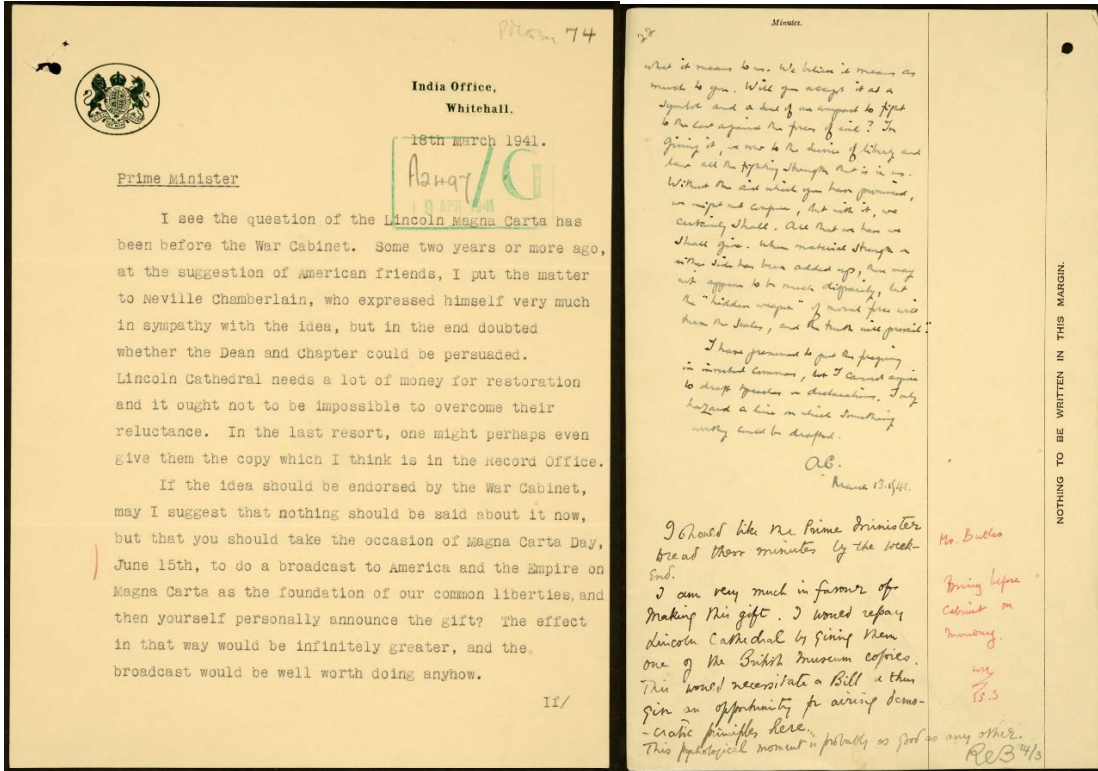 Pilcom 74
India Office,
Whitehall.
18th March 1941.
A2497/G
19 APR 1941
Prime Minister
I see the question of the Lincoln Magna Carta has
been before the War Cabinet. Some two years or more ago,
at the suggestion of American friends, I put the matter
to Neville Chamberlain, who expressed himself very much
in sympathy with the idea, but in the end doubted
whether the Dean and Chapter could be persuaded.
Lincoln Cathedral needs a lot of money for restoration
and it ought not to be impossible to overcome their
reluctance. In the last resort, one might perhaps even
give them the copy which I think is in the Record Office.
If the idea should be endorsed by the War Cabinet,
may I suggest that nothing should be said about it now,
but that you should take the occasion of Magna Carta Day,
June 15th, to do a broadcast to America and the Empire on
Magna Carta as the foundation of our common liberties, and
then yourself personally announce the gift? The effect
in that way would be infinitely greater, and the
broadcast would be well worth doing anyhow.
If/
Minutes.
what it means to us. We believe it means as
much to you. Will you accept it as a
symbol and a seal of our compact to fight
to the last against the forces of evil? In
giving it, we vow to the service of liberty and
law all the fighting strength that is in us.
Without the aid which you have promised,
we might not conquer, but with it, we
certainly shall. All that we have we
shall give. When material strength on
either side has been added up, there may
not appear to be much disparity, but
the "hidden weapon" of moral force will
turn the scales, and the truth will prevail".
I have presumed to put the foregoing
in inverted commas, but I cannot aspire
to draft speeches or declarations. I only
hazard a line on which something
worthy could be drafted.
AC.
March 13. 1941.
I should like the Prime Minister
to read these minutes by the week-
end.
I am very much in favour of
making this gift. I would repay
Lincoln Cathedral by giving them
one of the British Museum copies.
This would necessitate a Bill & thus
give an opportunity for airing demo-
-cratic principles here.
This psychological moment is probably as good as any other.
RAB 14/3
Mr. Butler
Bring before
Cabinet on
Monday.
15.3
NOTHING TO BE WRITTEN IN THIS MARGIN.